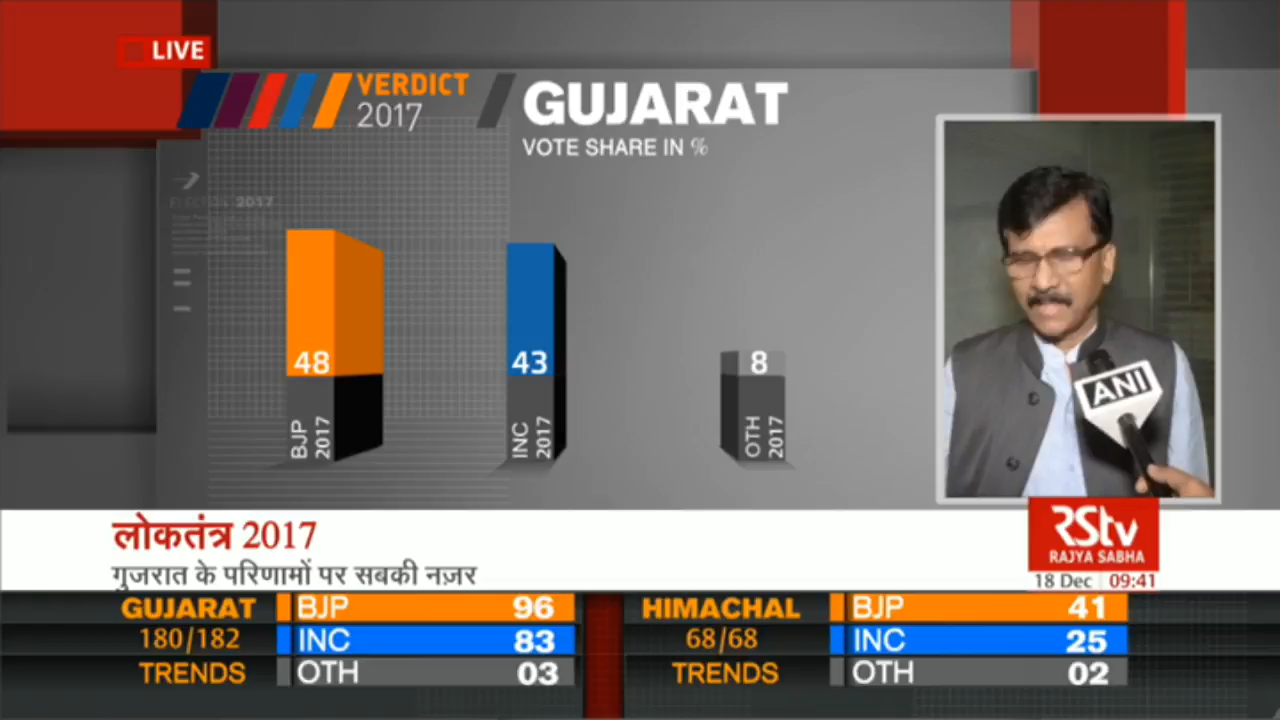 LIVE
VERDICT
2017
GUJARAT
VOTE SHARE IN %
2017
48
43
8
BJP
2017
INC
2017
OTH
2017
ANI
लोकतंत्र 2017
गुजरात के परिणामों पर सबकी नज़र
RStv
RAJYA SABHA
18 Dec 09:41
GUJARAT BJP 96 HIMACHAL BJP 41
180/182 INC 83 68/68 INC 25
TRENDS OTH 03 TRENDS OTH 02